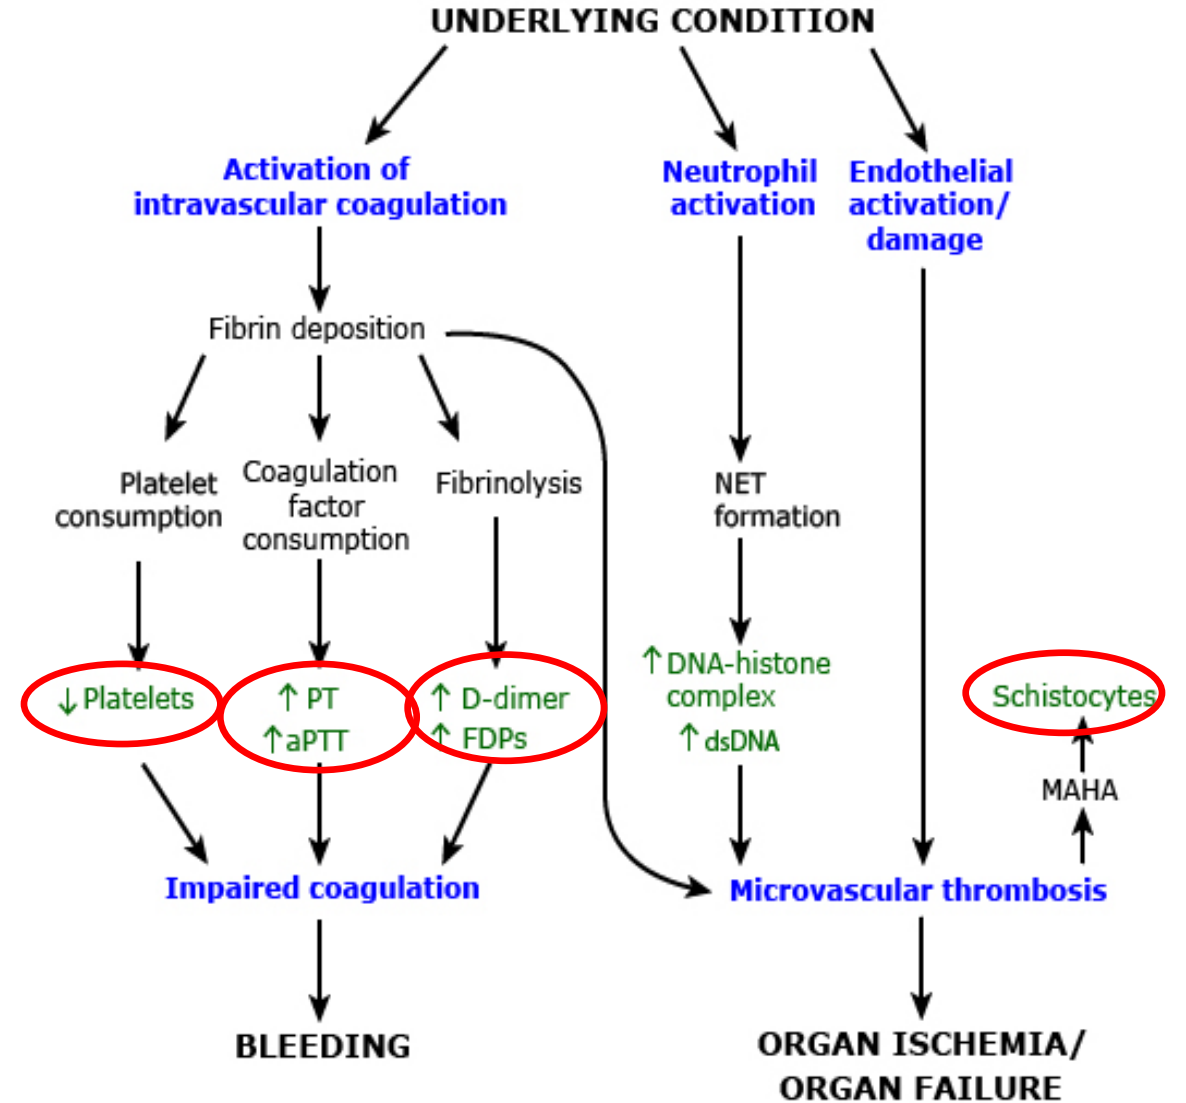 UNDERLYING CONDITION
Activation of
intravascular coagulation
Neutrophil
activation
Endothelial
activation/
damage
Fibrin deposition
Platelet
consumption
Coagulation
factor
consumption
Fibrinolysis
NET
formation
↓ Platelets
↑ PT
↑ aPTT
↑ D-dimer
↑ FDPs
↑ DNA-histone
complex
↑ dsDNA
Schistocytes
MAHA
Impaired coagulation
Microvascular thrombosis
BLEEDING
ORGAN ISCHEMIA/
ORGAN FAILURE